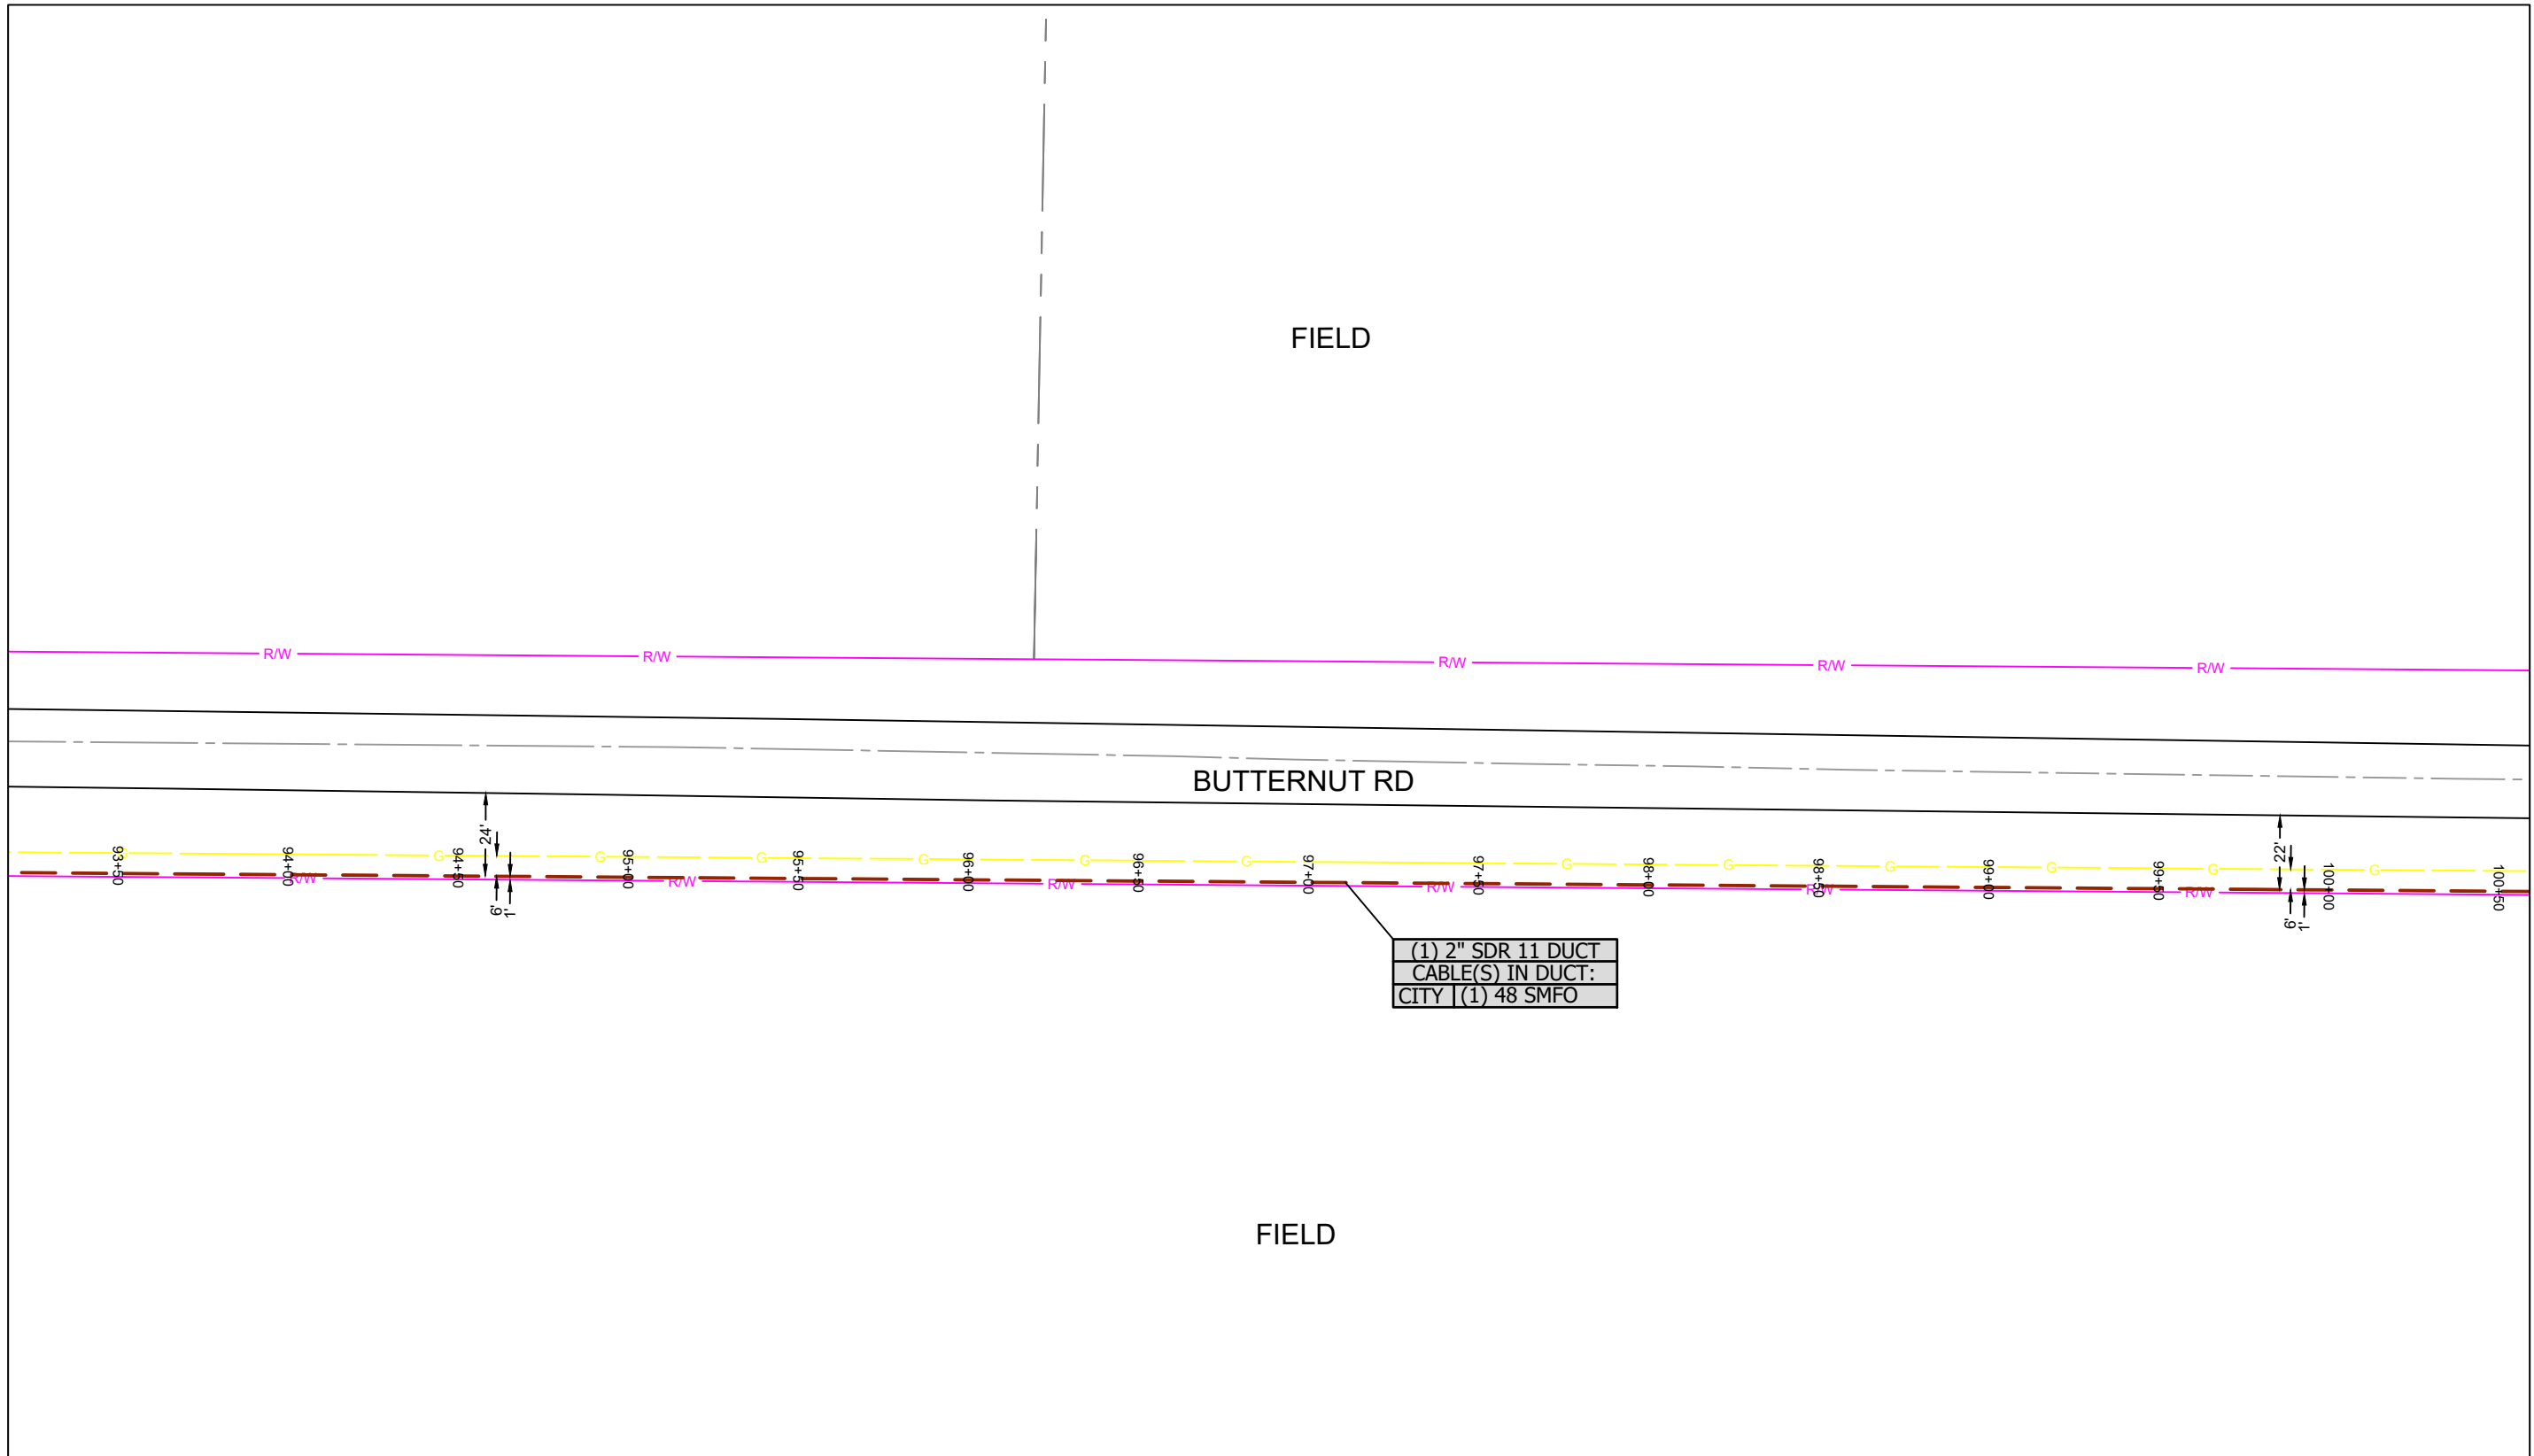 FIELD
R/W
R/W
R/W
R/W
R/W
BUTTERNUT RD
24'
22'
G
G
G
G
G
G
G
G
G
G
G
G
G
G
93+50
94+00
94+50
95+00
95+50
96+00
96+50
97+00
97+50
98+00
98+50
99+00
99+50
100+00
100+50
R/W
R/W
R/W
R/W
R/W
R/W
6'
1'
6'
1'
(1) 2" SDR 11 DUCT
CABLE(S) IN DUCT:
CITY (1) 48 SMFO
FIELD